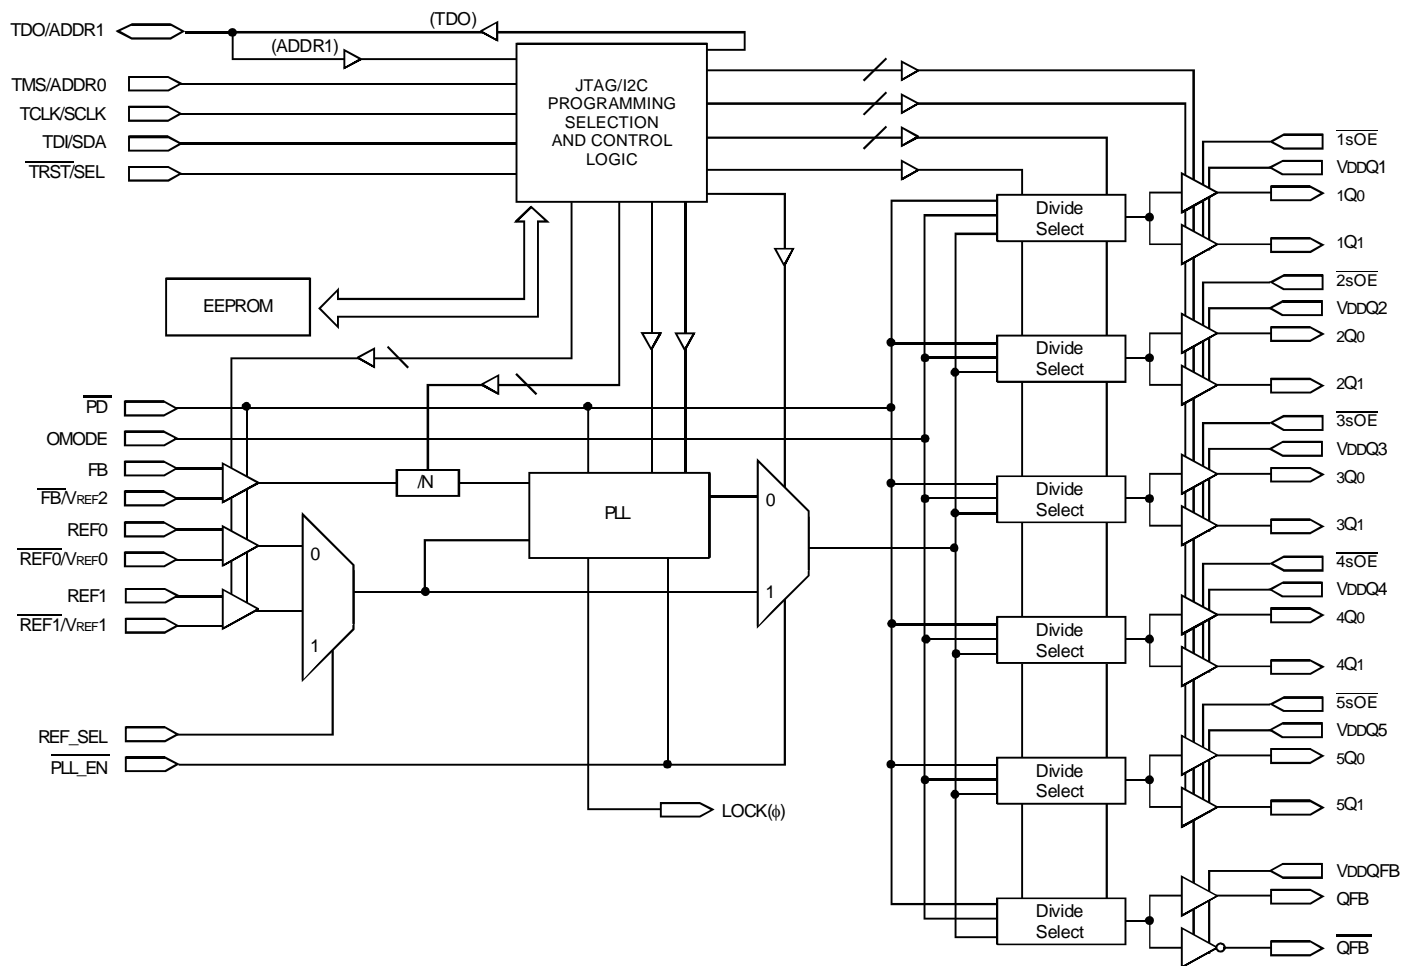 TDO/ADDR1
(TDO)
(ADDR1)
TMS/ADDR0
TCLK/SCLK
TDI/SDA
TRST/SEL
JTAG/I2C
PROGRAMMING
SELECTION
AND CONTROL
LOGIC
EEPROM
PD
OMODE
FB
FB/VREF2
REF0
REF0/VREF0
REF1
REF1/VREF1
REF_SEL
PLL_EN
/N
PLL
0
1
0
1
LOCK(ϕ)
Divide
Select
Divide
Select
Divide
Select
Divide
Select
Divide
Select
Divide
Select
1sOE
VDDQ1
1Q0
1Q1
2sOE
VDDQ2
2Q0
2Q1
3sOE
VDDQ3
3Q0
3Q1
4sOE
VDDQ4
4Q0
4Q1
5sOE
VDDQ5
5Q0
5Q1
VDDQFB
QFB
QFB